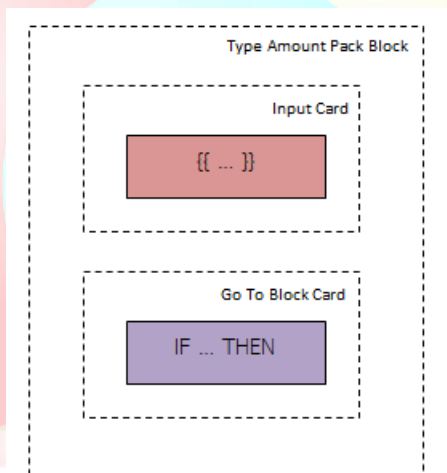 Type Amount Pack Block
Input Card
{{ ... }}
Go To Block Card
IF ... THEN